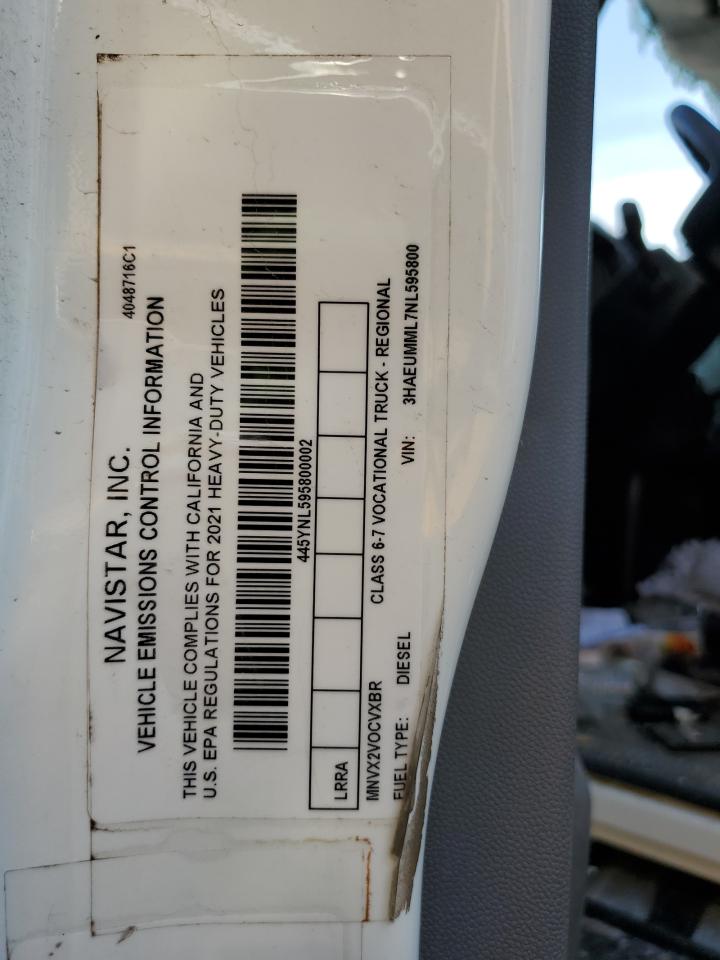 4048716C1
NAVISTAR, INC.
VEHICLE EMISSIONS CONTROL INFORMATION
THIS VEHICLE COMPLIES WITH CALIFORNIA AND
U.S. EPA REGULATIONS FOR 2021 HEAVY-DUTY VEHICLES
445YNL595800002
LRRA
MNVX2VOCVXBR CLASS 6-7 VOCATIONAL TRUCK - REGIONAL
FUEL TYPE: DIESEL VIN: 3HAEUMML7NL595800